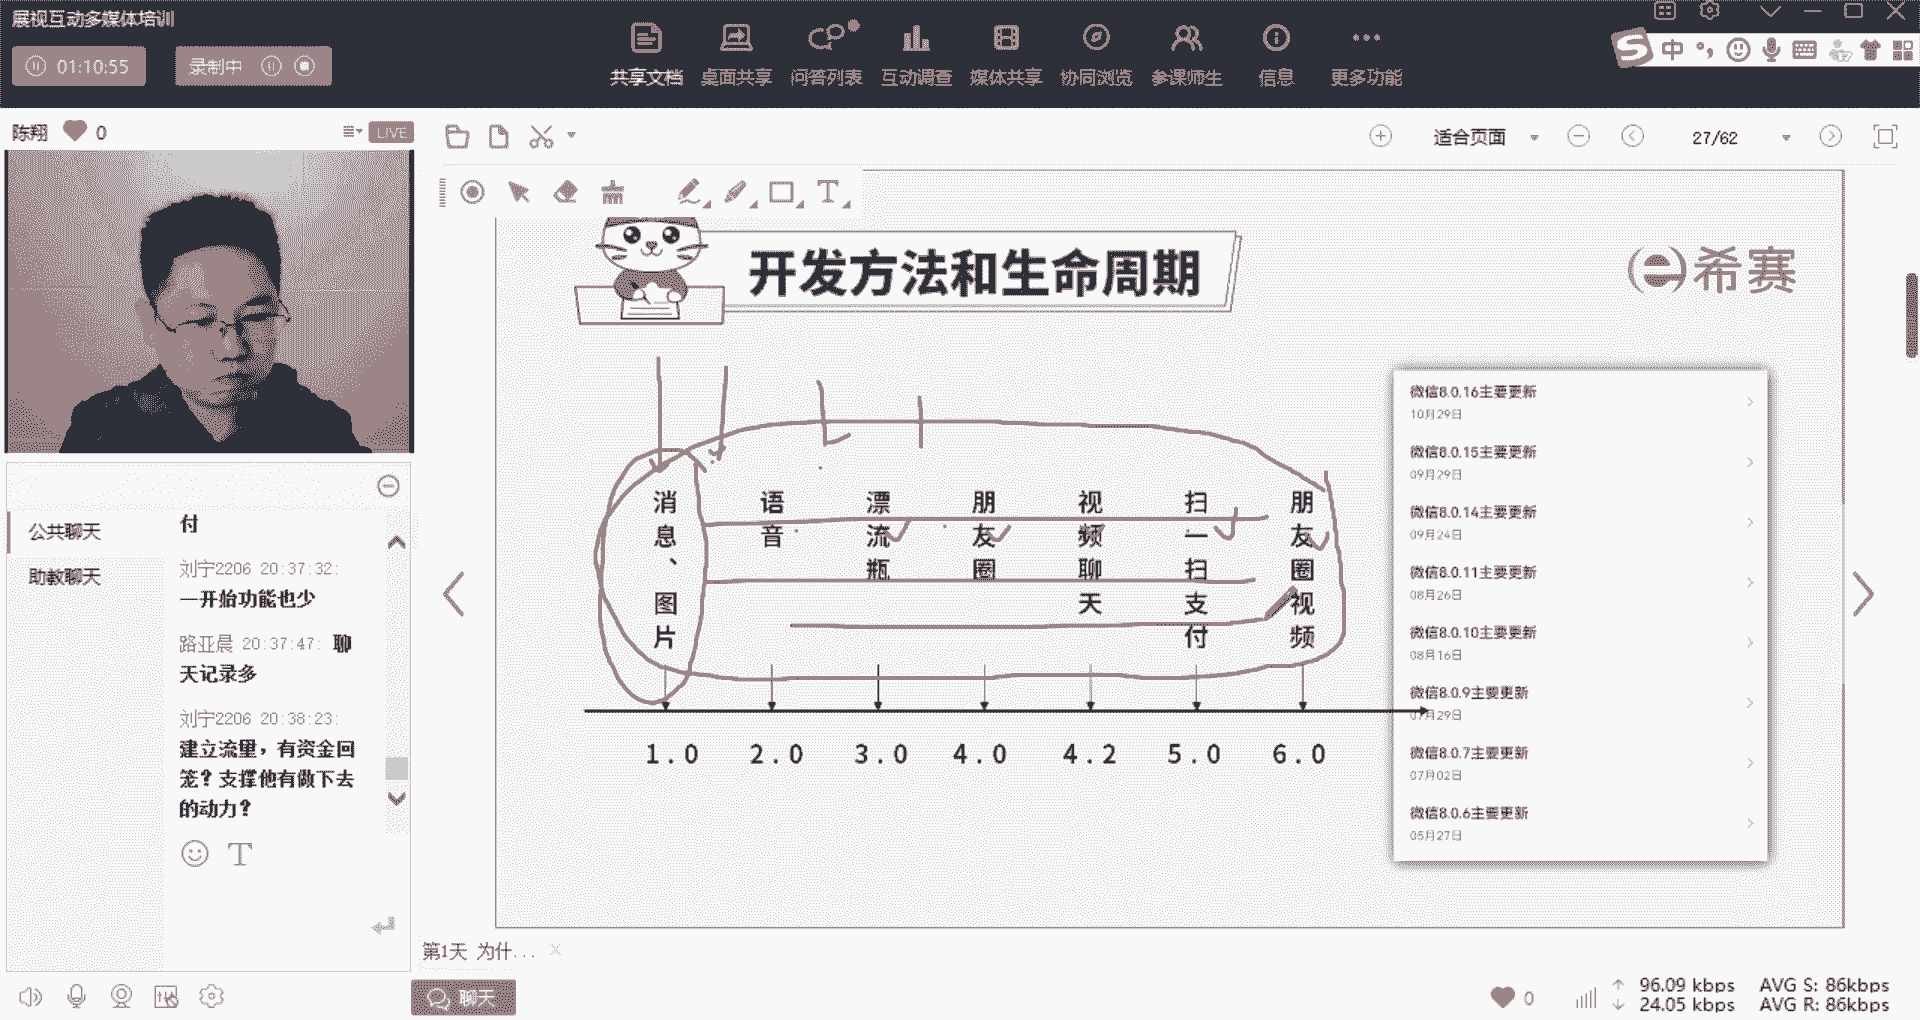 展视互动多媒体培训
01:10:55
录制中
共享文档
桌面共享
问答列表
互动调查
媒体共享
协同浏览
参课师生
信息
更多功能
中
陈翔
0
LIVE
适合页面
27/62
T
开发方法和生命周期
希赛
公共聊天
助教聊天
付
刘宁2206 20:37:32:
一开始功能也少
路亚晨 20:37:47: 聊
天记录多
刘宁2206 20:38:23:
建立流量，有资金回
笼？支撑他有做下去
的动力？
T
消息、图片
语音
漂流瓶
朋友圈
视频聊天
扫一扫支付
朋友圈视频
1.0
2.0
3.0
4.0
4.2
5.0
6.0
微信8.0.16主要更新
10月29日
微信8.0.15主要更新
09月29日
微信8.0.14主要更新
09月24日
微信8.0.11主要更新
08月26日
微信8.0.10主要更新
08月16日
微信8.0.9主要更新
07月29日
微信8.0.7主要更新
07月02日
微信8.0.6主要更新
05月27日
第1天 为什...
聊天
0
96.09 kbps AVG S: 86kbps
24.05 kbps AVG R: 86kbps